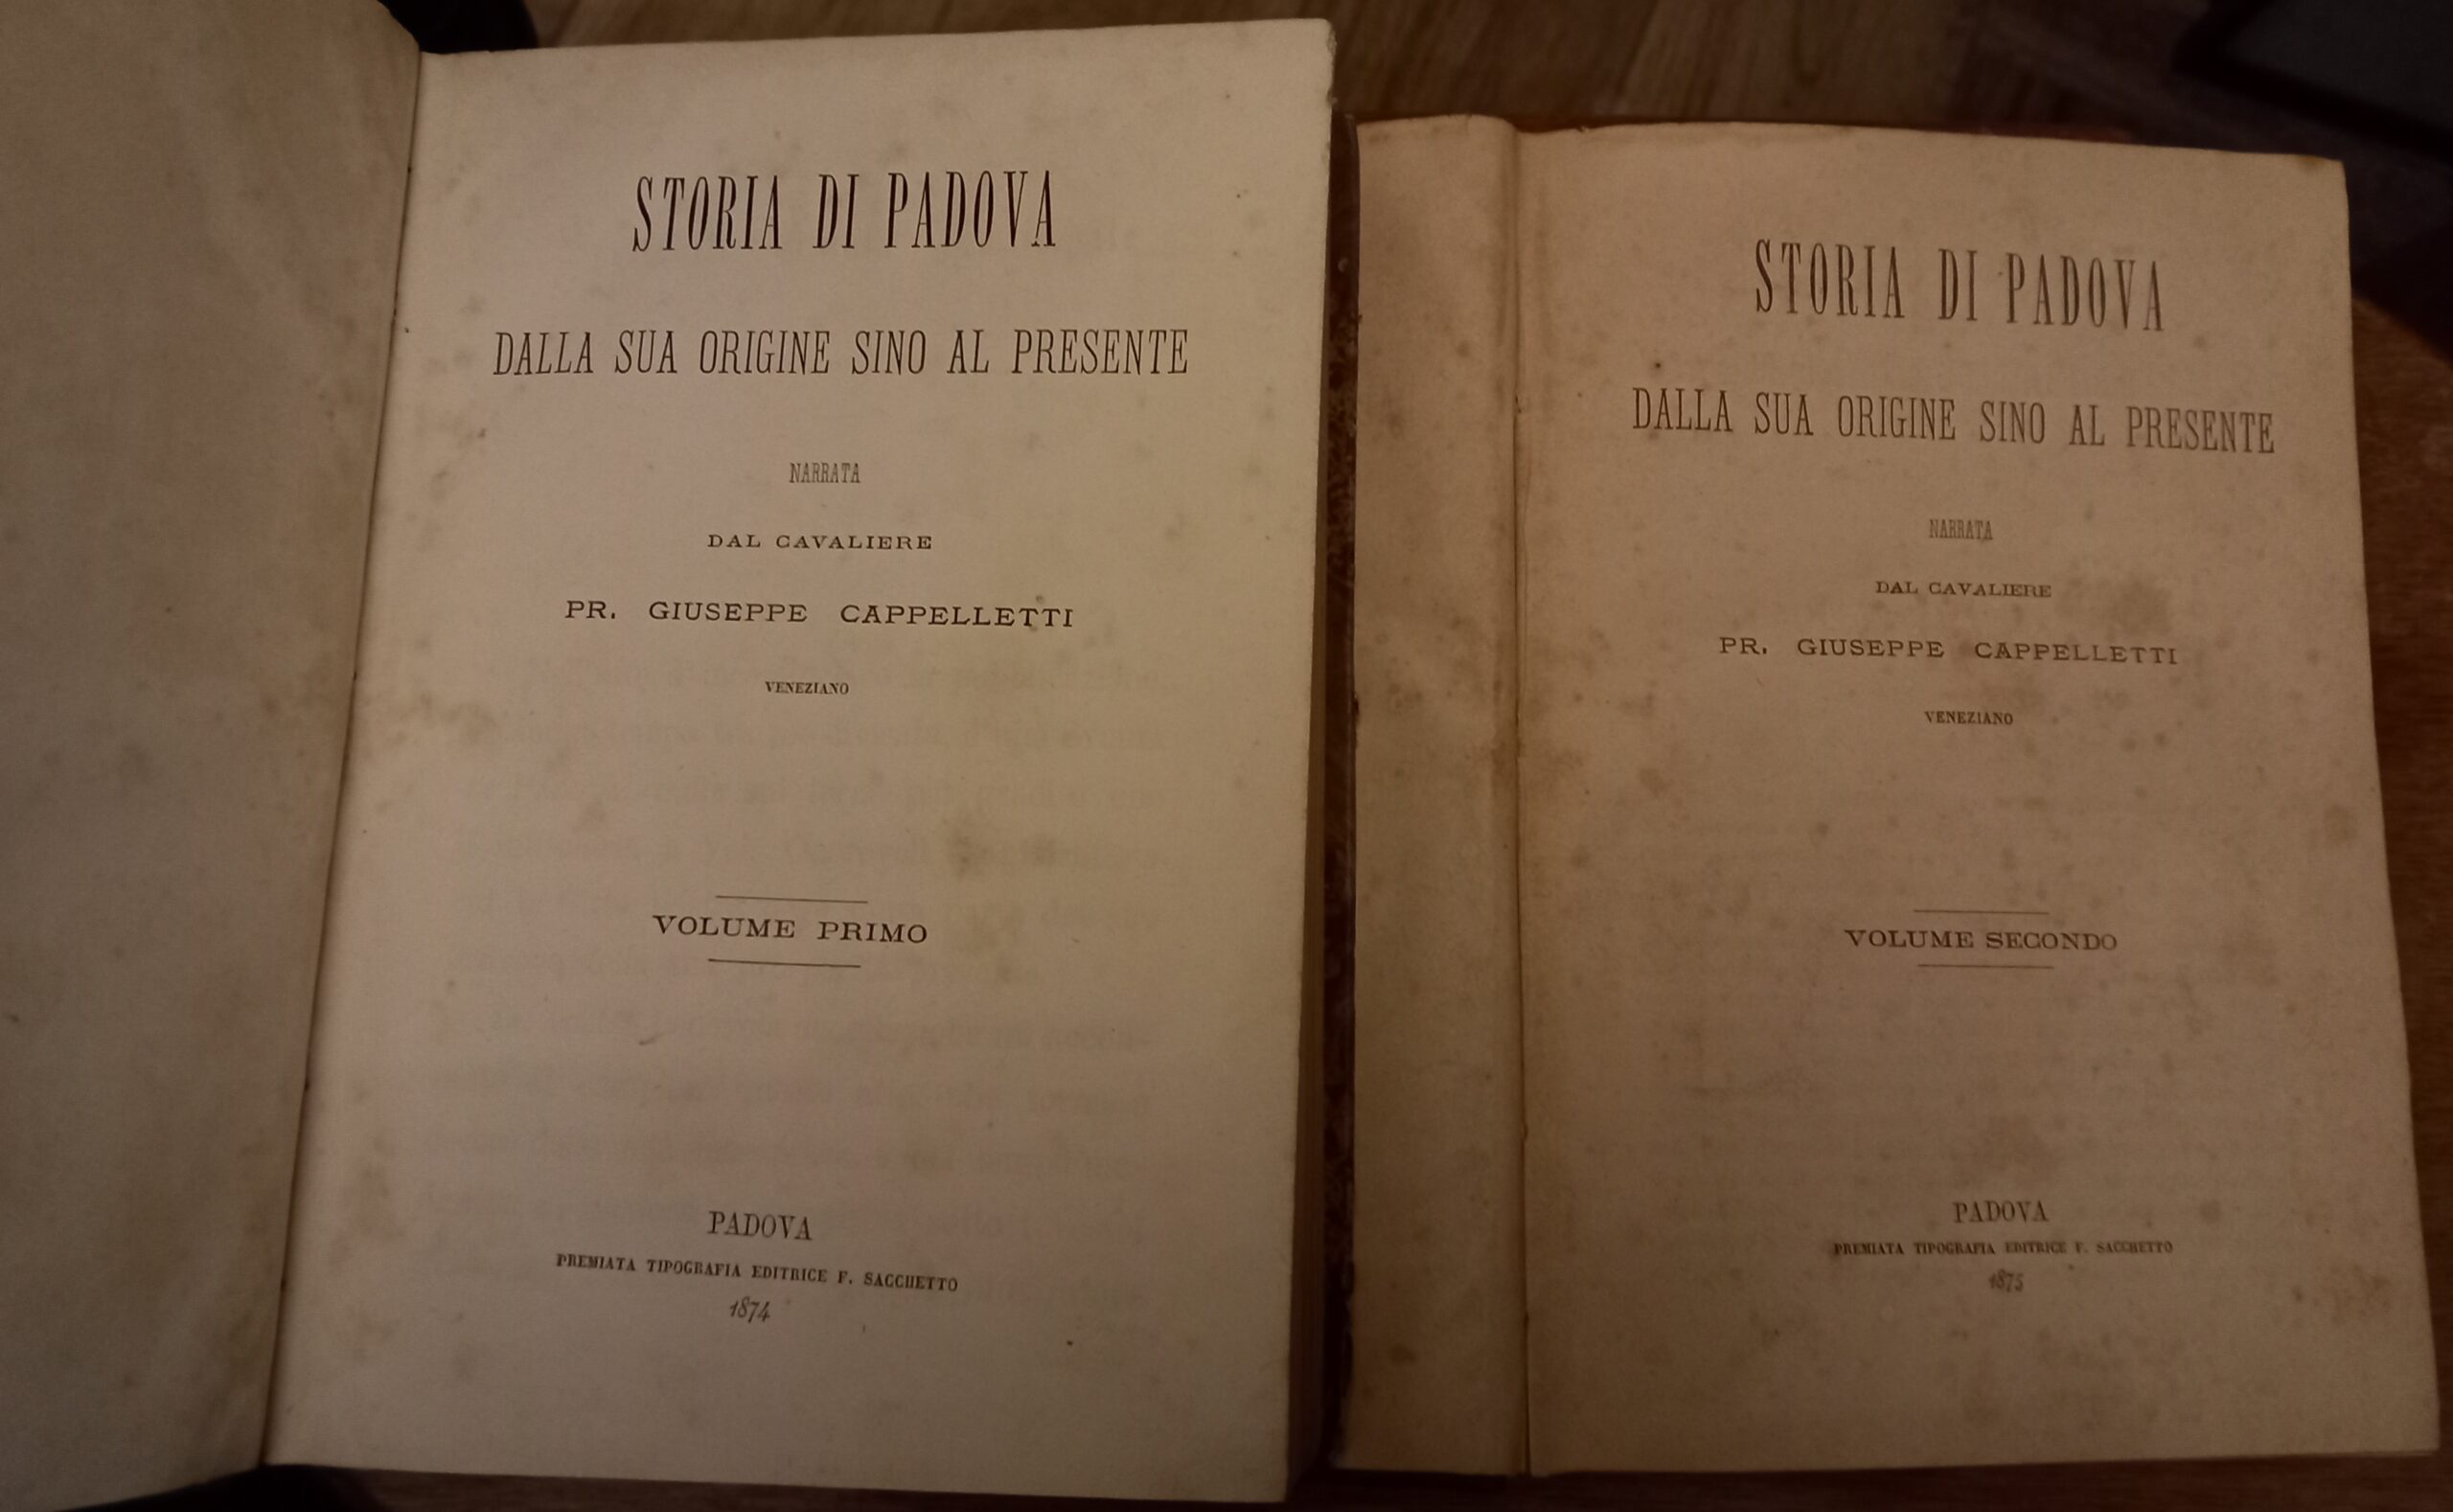 STORIA DI PADOVA
DALLA SUA ORIGINE SINO AL PRESENTE
NARRATA
DAL CAVALIERE
PR. GIUSEPPE CAPPELLETTI
VENEZIANO
VOLUME PRIMO
PADOVA
PREMIATA TIPOGRAFIA EDITRICE F. SACCHETTO
1874
STORIA DI PADOVA
DALLA SUA ORIGINE SINO AL PRESENTE
NARRATA
DAL CAVALIERE
PR. GIUSEPPE CAPPELLETTI
VENEZIANO
VOLUME SECONDO
PADOVA
PREMIATA TIPOGRAFIA EDITRICE F. SACCHETTO
1875